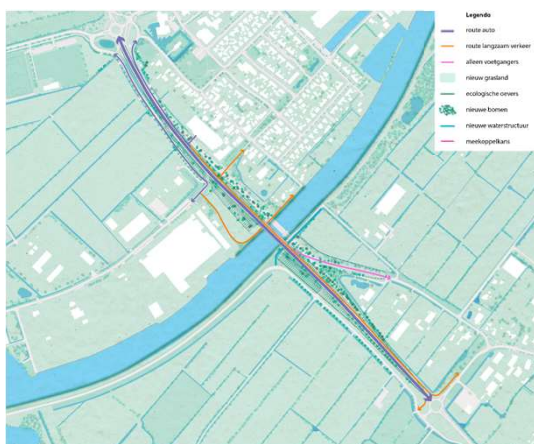 Legenda
route auto
route langzaam verkeer
alleen voetgangers
nieuw grasland
ecologische oevers
nieuwe bomen
nieuwe waterstructuur
meekoppelkans